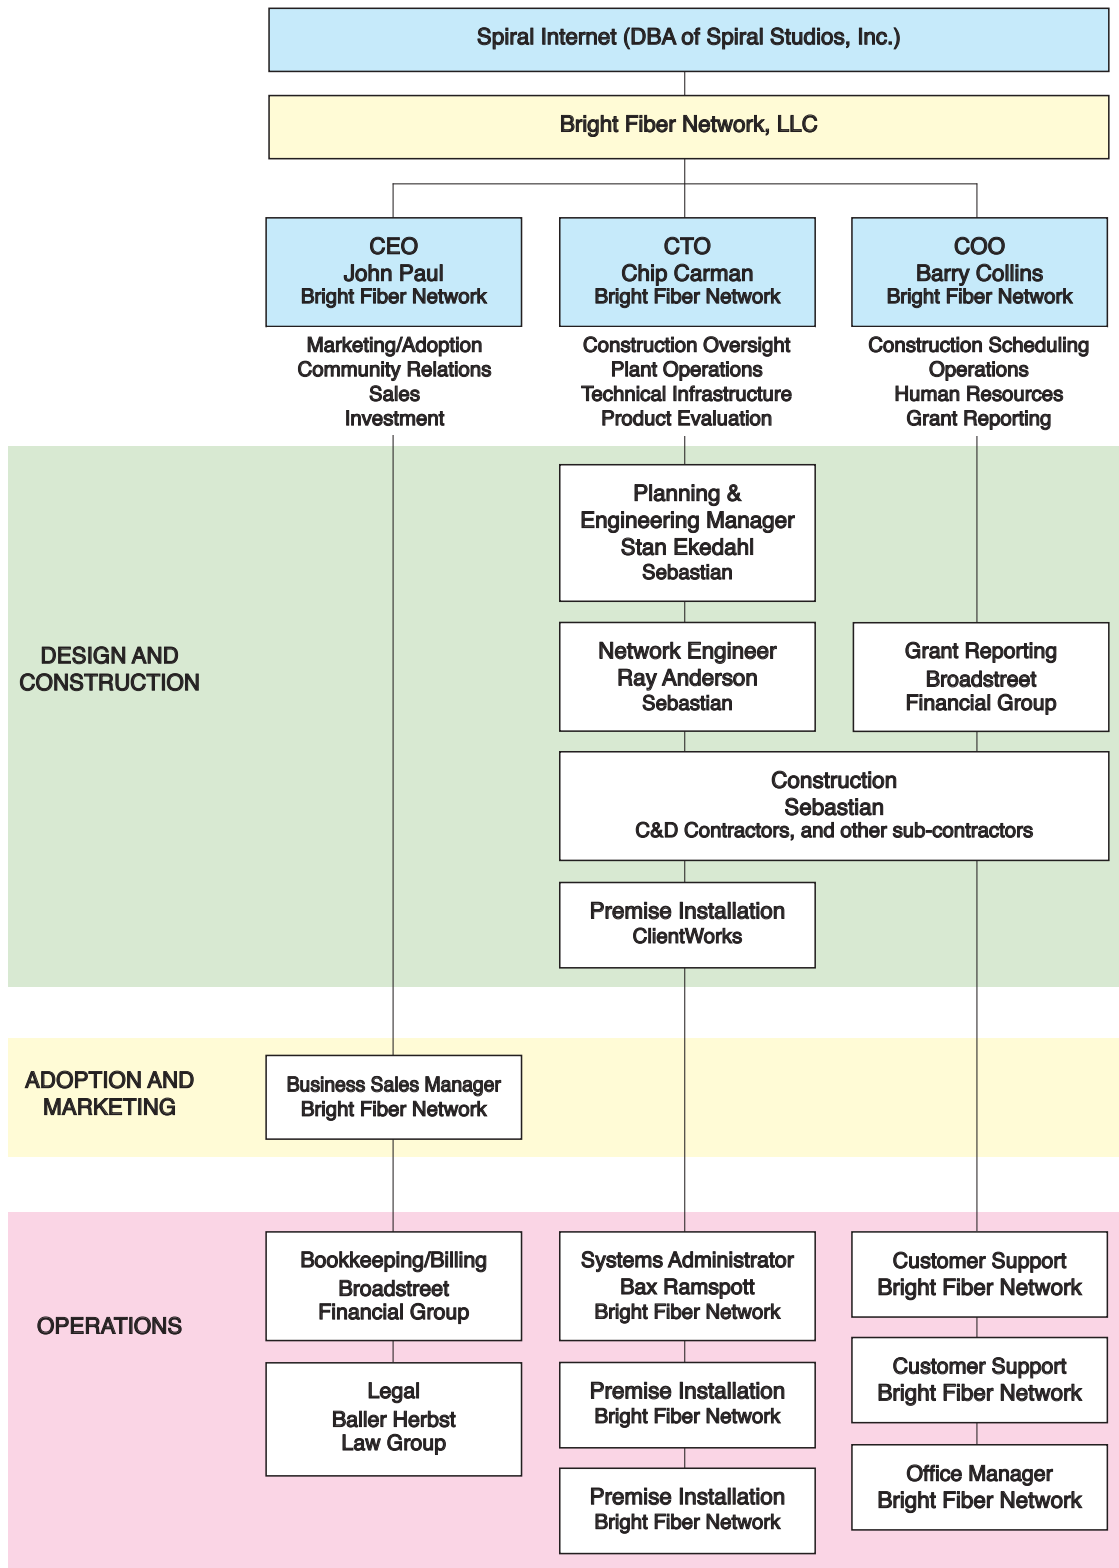 Spiral Internet (DBA of Spiral Studios, Inc.)
Bright Fiber Network, LLC
CEO
John Paul
Bright Fiber Network
Marketing/Adoption
Community Relations
Sales
Investment
CTO
Chip Carman
Bright Fiber Network
Construction Oversight
Plant Operations
Technical Infrastructure
Product Evaluation
COO
Barry Collins
Bright Fiber Network
Construction Scheduling
Operations
Human Resources
Grant Reporting
DESIGN AND
CONSTRUCTION
Planning &
Engineering Manager
Stan Ekedahl
Sebastian
Network Engineer
Ray Anderson
Sebastian
Grant Reporting
Broadstreet
Financial Group
Construction
Sebastian
C&D Contractors, and other sub-contractors
Premise Installation
ClientWorks
ADOPTION AND
MARKETING
Business Sales Manager
Bright Fiber Network
OPERATIONS
Bookkeeping/Billing
Broadstreet
Financial Group
Legal
Baller Herbst
Law Group
Systems Administrator
Bax Ramspott
Bright Fiber Network
Premise Installation
Bright Fiber Network
Premise Installation
Bright Fiber Network
Customer Support
Bright Fiber Network
Customer Support
Bright Fiber Network
Office Manager
Bright Fiber Network